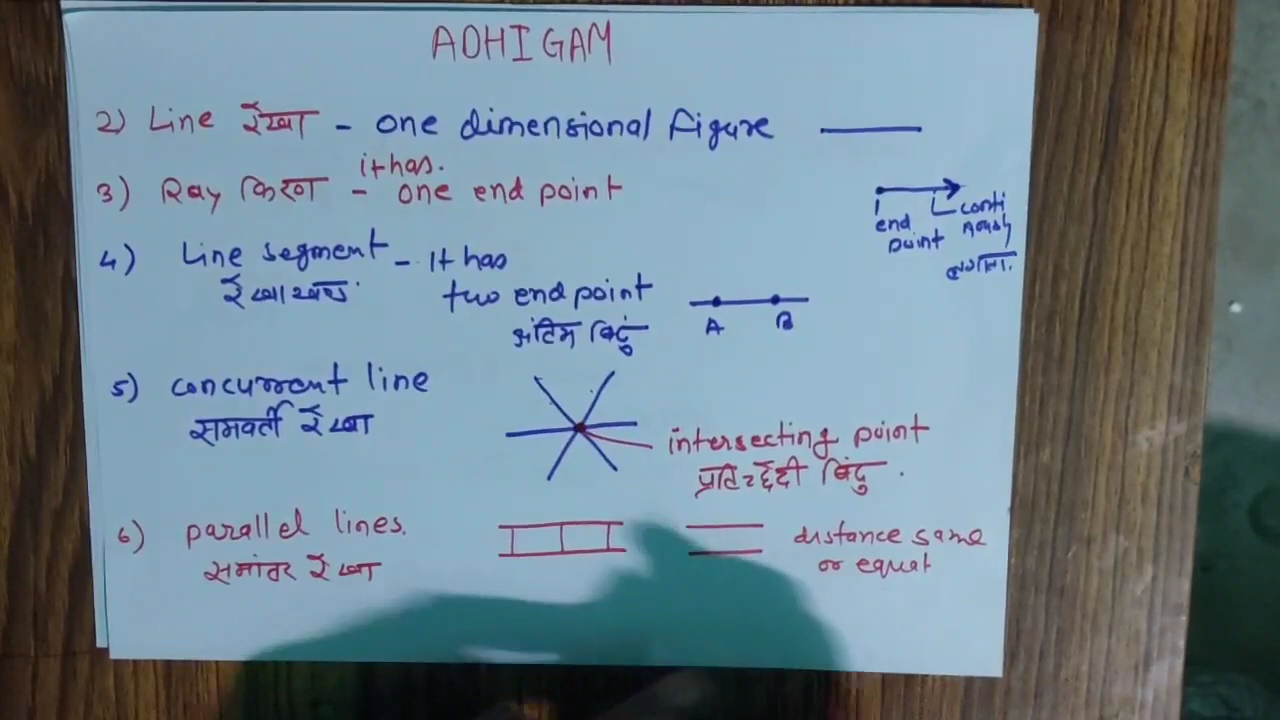 ADHIGAM
2) Line रेखा - one dimensional figure
it has.
3) Ray किरण - one end point
end point
conti
4) Line segment - It has
रेखाखंड
two end point
अंतिम बिंदु
A B
5) concurrent line
समवर्ती रेखा
intersecting point
प्रतिच्छेदी बिंदु .
6) parallel lines.
समांतर रेखा
distance same
or equal